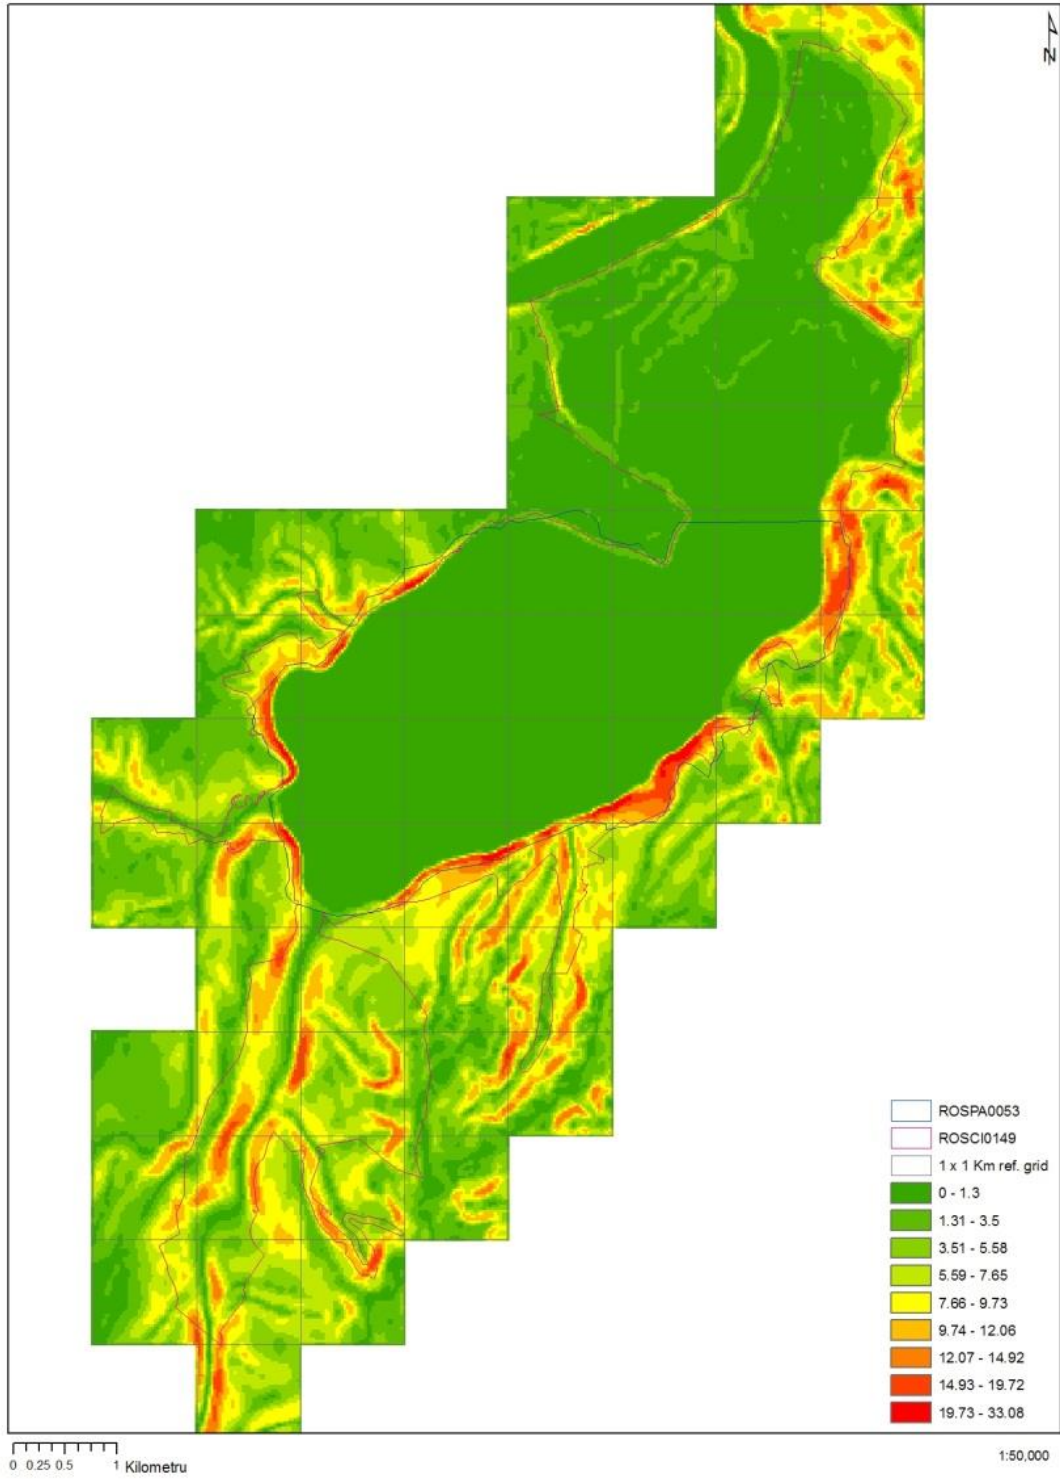 N
ROSPA0053
ROSCI0149
1 x 1 Km ref. grid
0 - 1.3
1.31 - 3.5
3.51 - 5.58
5.59 - 7.65
7.66 - 9.73
9.74 - 12.06
12.07 - 14.92
14.93 - 19.72
19.73 - 33.08
0 0.25 0.5 1 Kilometru
1:50,000